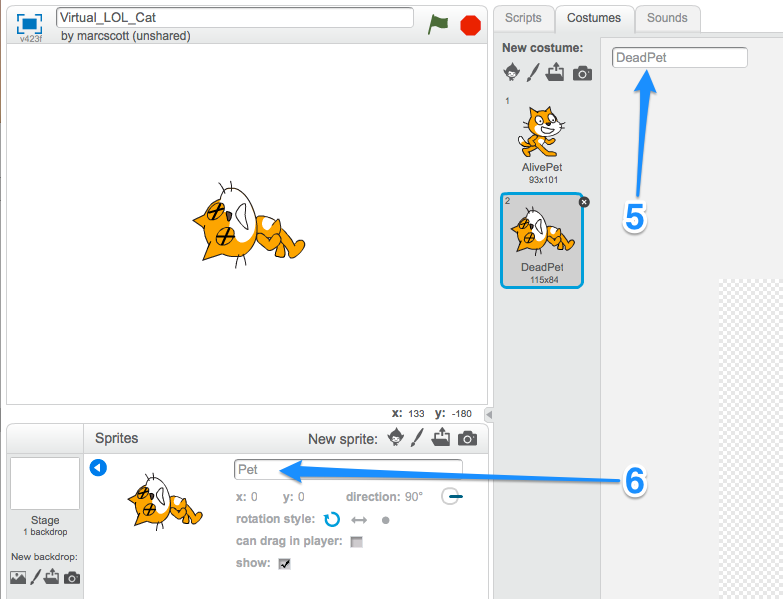 Virtual_LOL_Cat
by marcscott (unshared)
v423f
Scripts
Costumes
Sounds
New costume:
DeadPet
1
AlivePet
93x101
5
2
DeadPet
115x84
x: 133 y: -180
Sprites
New sprite:
Pet
6
x: 0 y: 0 direction: 90°
rotation style:
can drag in player:
show:
Stage
1 backdrop
New backdrop: